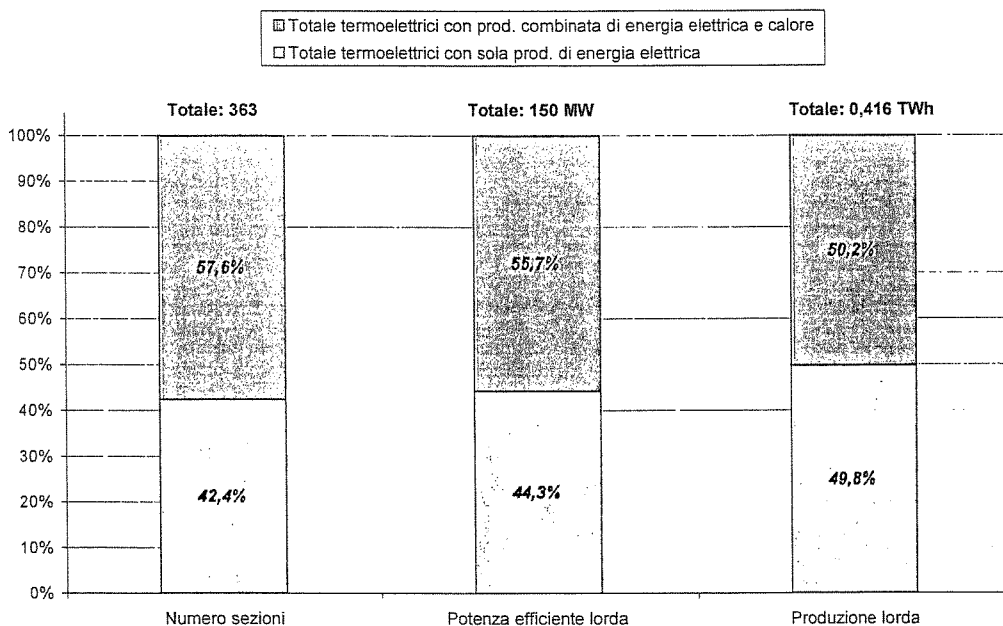 Totale termoelettrici con prod. combinata di energia elettrica e calore
Totale termoelettrici con sola prod. di energia elettrica
Totale: 363 Totale: 150 MW Totale: 0,416 TWh
100%
90%
80%
70%
60%
50%
40%
30%
20%
10%
0%
57,6% 55,7% 50,2%
42,4% 44,3% 49,8%
Numero sezioni Potenza efficiente lorda Produzione lorda